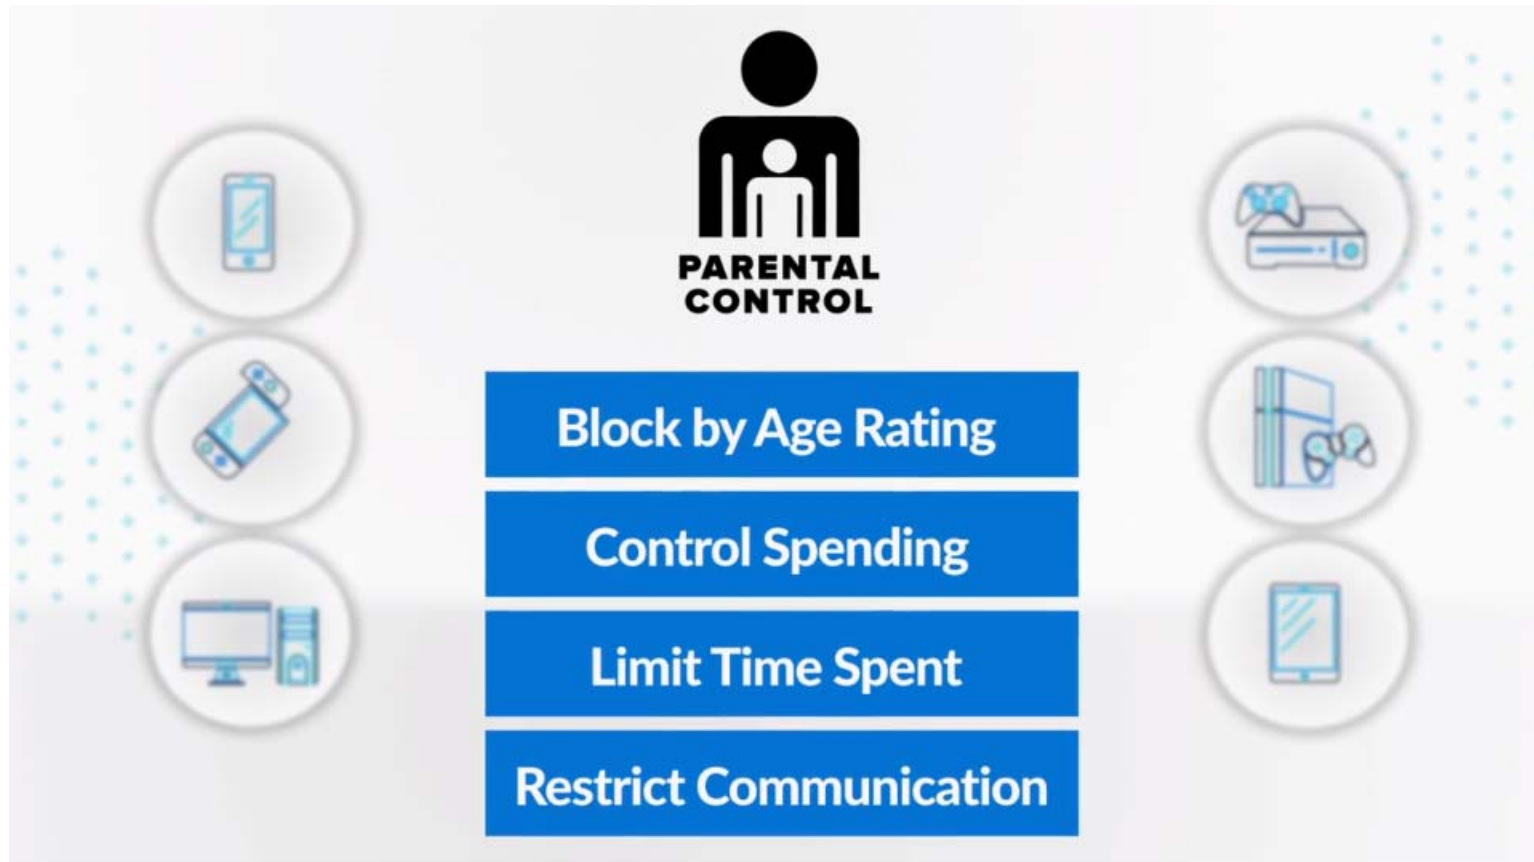 PARENTAL
CONTROL
Block by Age Rating
Control Spending
Limit Time Spent
Restrict Communication